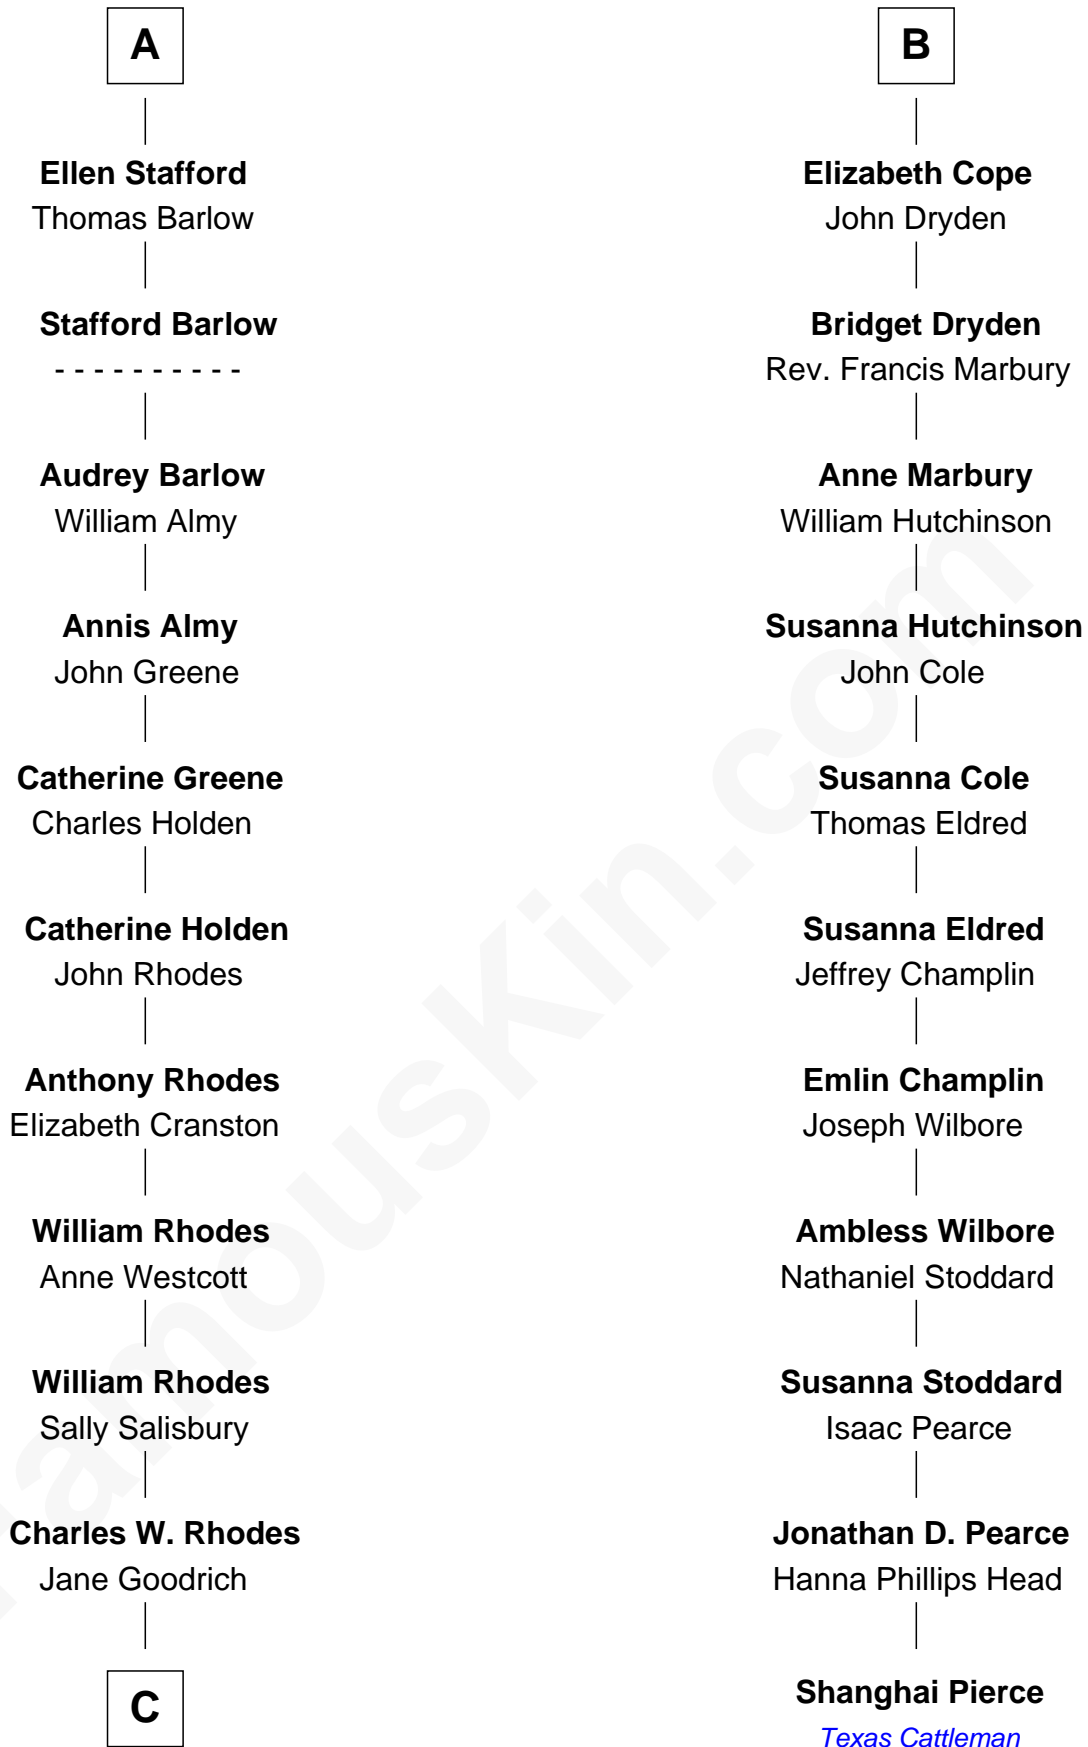 A
Ellen Stafford
Thomas Barlow
Stafford Barlow
- - - - - - - - - -
Audrey Barlow
William Almy
Annis Almy
John Greene
Catherine Greene
Charles Holden
Catherine Holden
John Rhodes
Anthony Rhodes
Elizabeth Cranston
William Rhodes
Anne Westcott
William Rhodes
Sally Salisbury
Charles W. Rhodes
Jane Goodrich
C
B
Elizabeth Cope
John Dryden
Bridget Dryden
Rev. Francis Marbury
Anne Marbury
William Hutchinson
Susanna Hutchinson
John Cole
Susanna Cole
Thomas Eldred
Susanna Eldred
Jeffrey Champlin
Emlin Champlin
Joseph Wilbore
Ambless Wilbore
Nathaniel Stoddard
Susanna Stoddard
Isaac Pearce
Jonathan D. Pearce
Hanna Phillips Head
Shanghai Pierce
Texas Cattleman
FamousKin.com